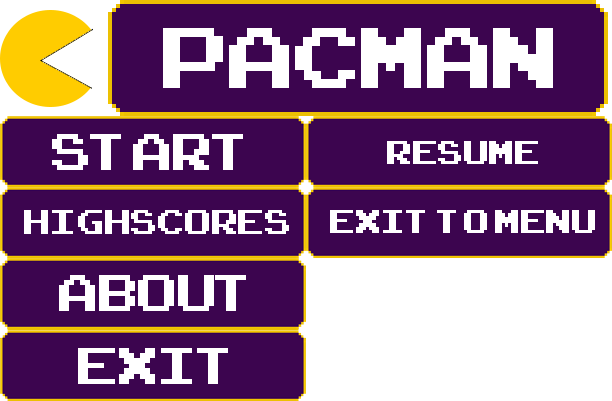 PACMAN
START
RESUME
HIGHSCORES
EXIT TO MENU
ABOUT
EXIT